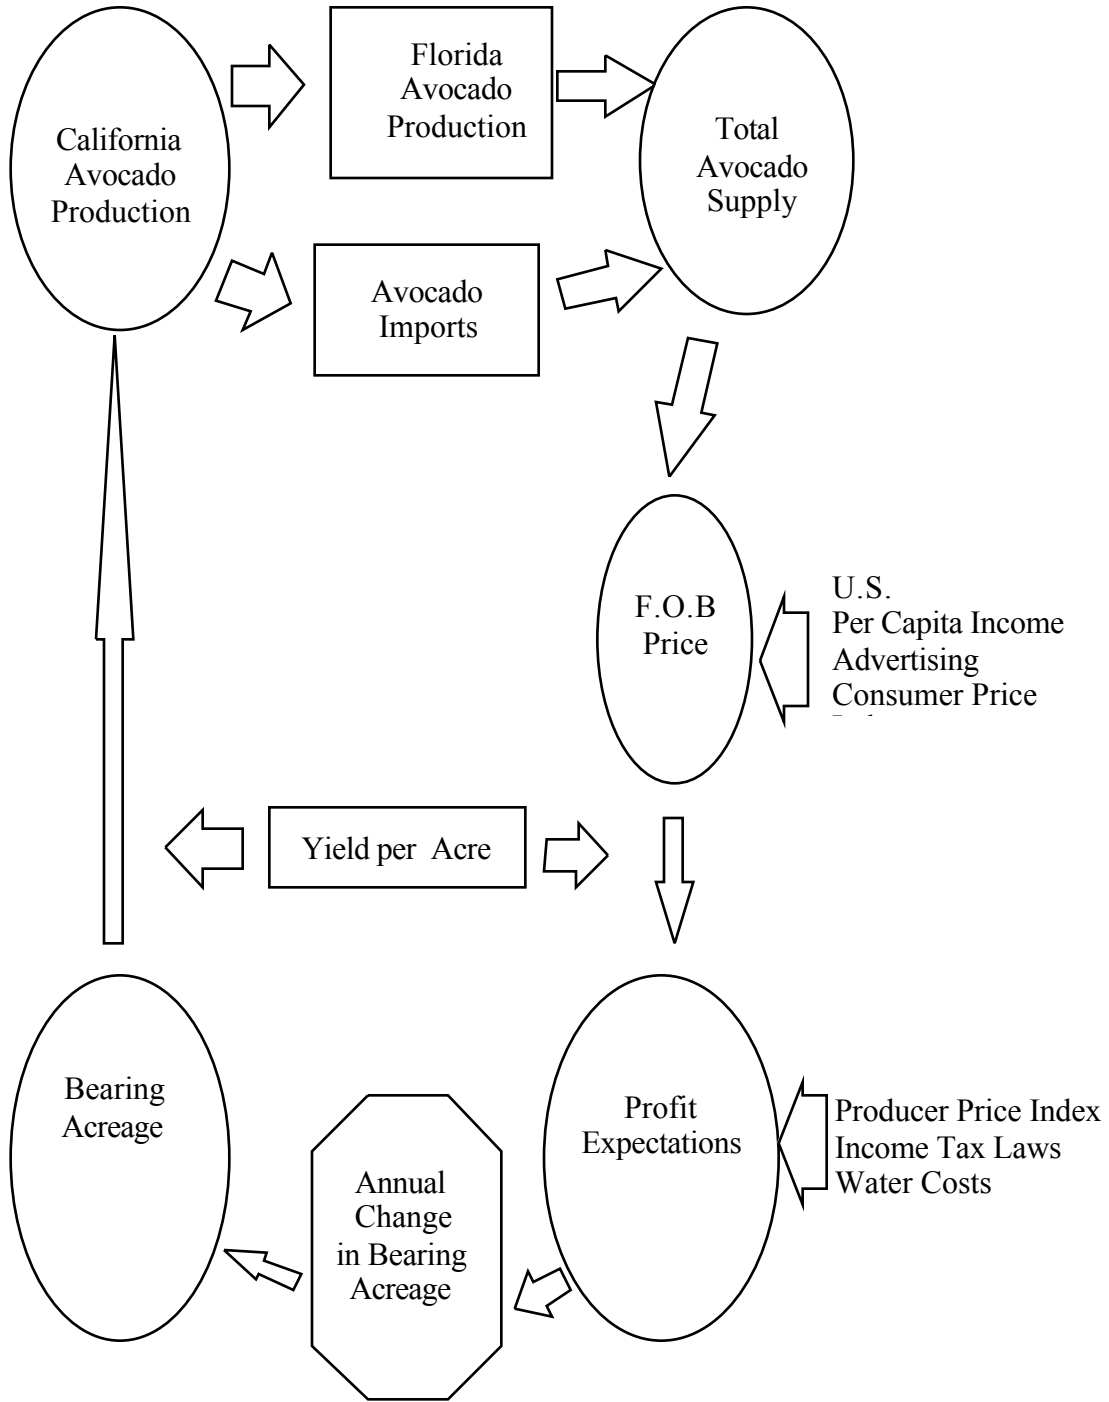 Florida
Avocado
Production
California
Avocado
Production
Total
Avocado
Supply
Avocado
Imports
F.O.B
Price
U.S.
Per Capita Income
Advertising
Consumer Price
Yield per Acre
Bearing
Acreage
Annual
Change
in Bearing
Acreage
Profit
Expectations
Producer Price Index
Income Tax Laws
Water Costs